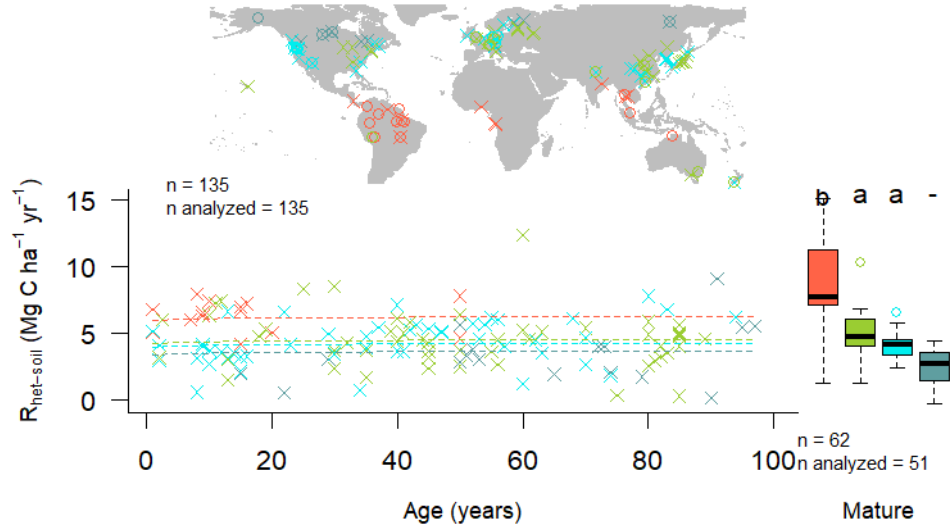 n = 135
n analyzed = 135
R het−soil (Mg C ha−1 yr−1)
15
10
5
0
0 20 40 60 80 100
Age (years)
b a a -
n = 62
n analyzed = 51
Mature